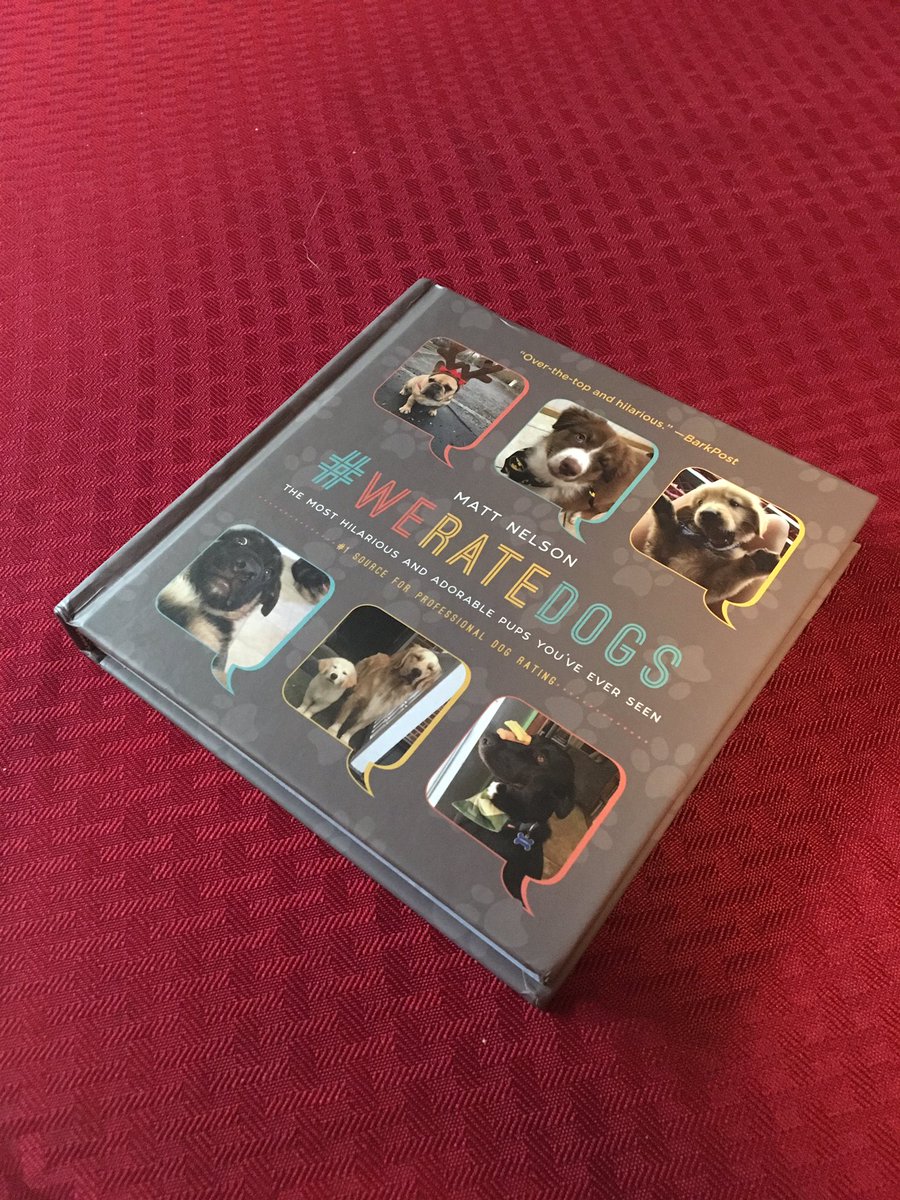 “Over-the-top and hilarious.” —BarkPost
MATT NELSON
#WERATEDOGS
THE MOST HILARIOUS AND ADORABLE PUPS YOU'VE EVER SEEN
#1 SOURCE FOR PROFESSIONAL DOG RATING